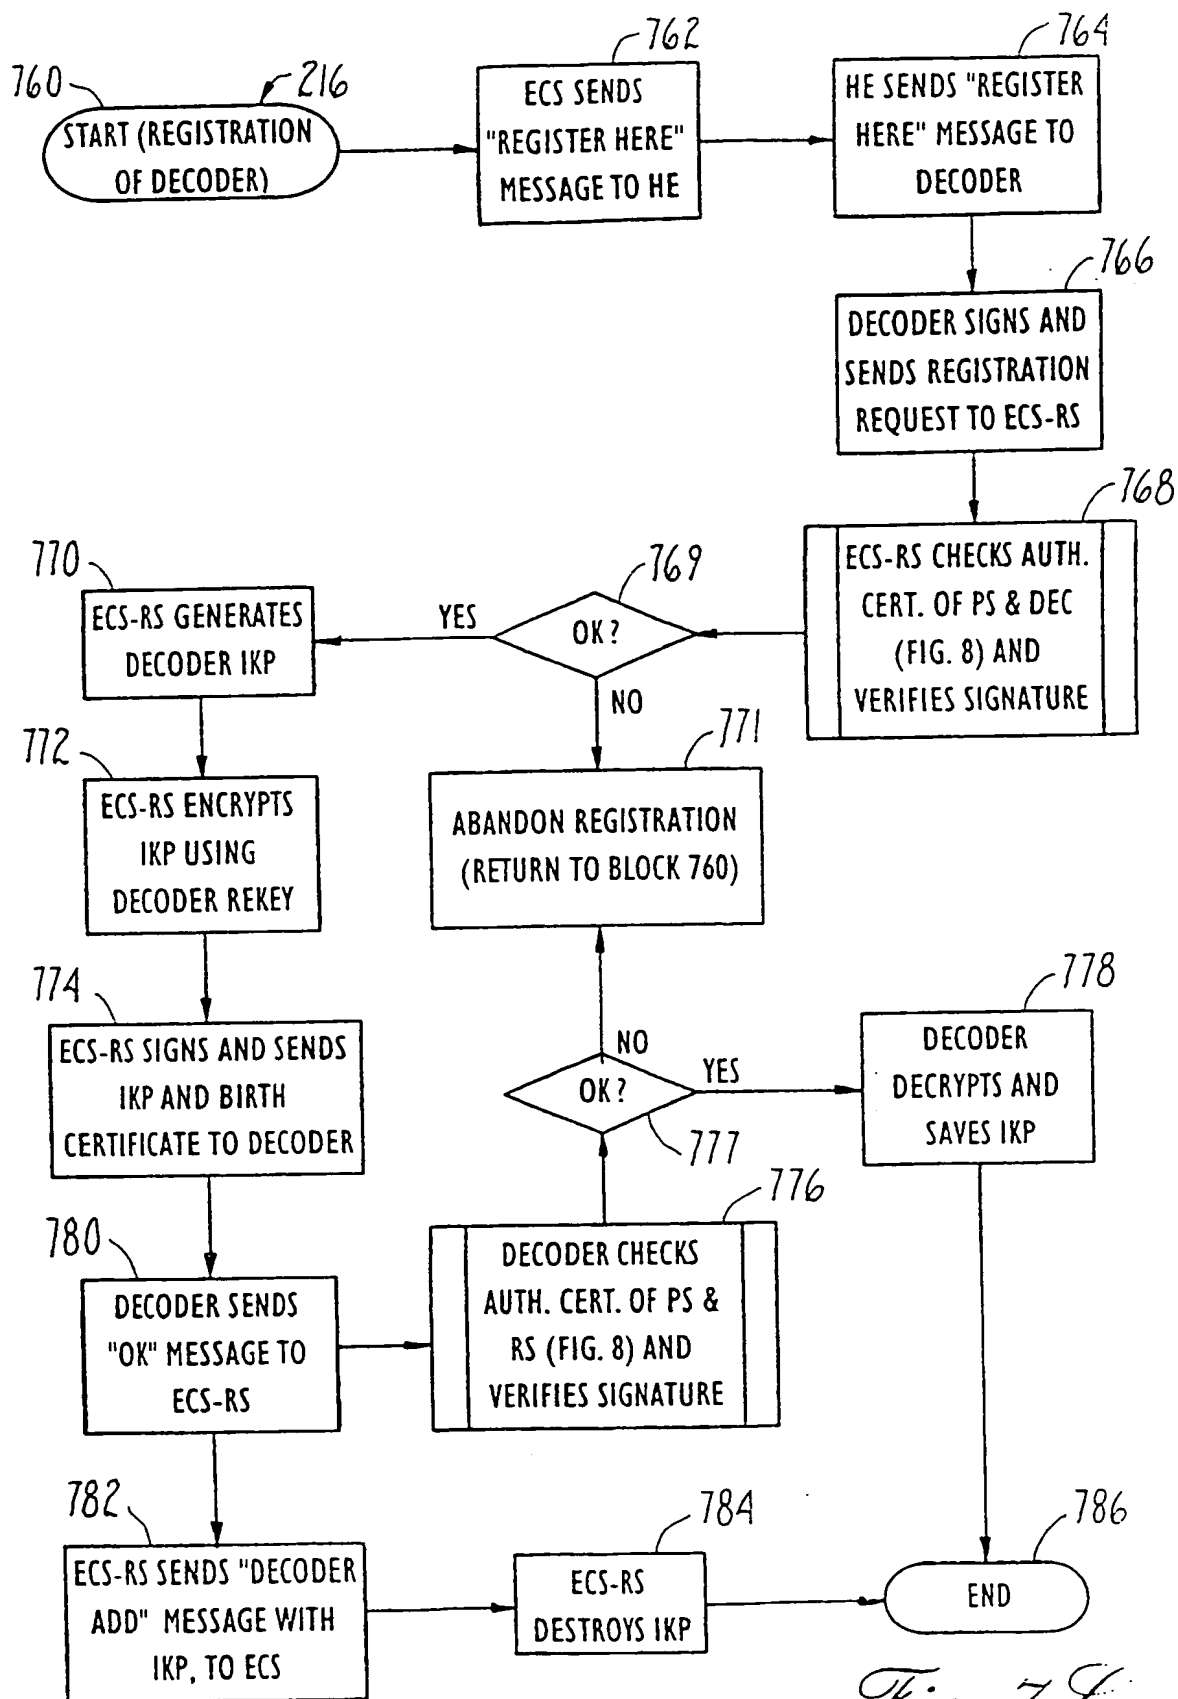 760
216
START (REGISTRATION
OF DECODER)
762
ECS SENDS
"REGISTER HERE"
MESSAGE TO HE
764
HE SENDS "REGISTER
HERE" MESSAGE TO
DECODER
766
DECODER SIGNS AND
SENDS REGISTRATION
REQUEST TO ECS-RS
768
ECS-RS CHECKS AUTH.
CERT. OF PS & DEC
(FIG. 8) AND
VERIFIES SIGNATURE
769
OK?
YES
NO
770
ECS-RS GENERATES
DECODER IKP
771
ABANDON REGISTRATION
(RETURN TO BLOCK 760)
772
ECS-RS ENCRYPTS
IKP USING
DECODER REKEY
774
ECS-RS SIGNS AND SENDS
IKP AND BIRTH
CERTIFICATE TO DECODER
780
DECODER SENDS
"OK" MESSAGE TO
ECS-RS
776
DECODER CHECKS
AUTH. CERT. OF PS &
RS (FIG. 8) AND
VERIFIES SIGNATURE
777
OK?
NO
YES
778
DECODER
DECRYPTS AND
SAVES IKP
782
ECS-RS SENDS "DECODER
ADD" MESSAGE WITH
IKP, TO ECS
784
ECS-RS
DESTROYS IKP
786
END